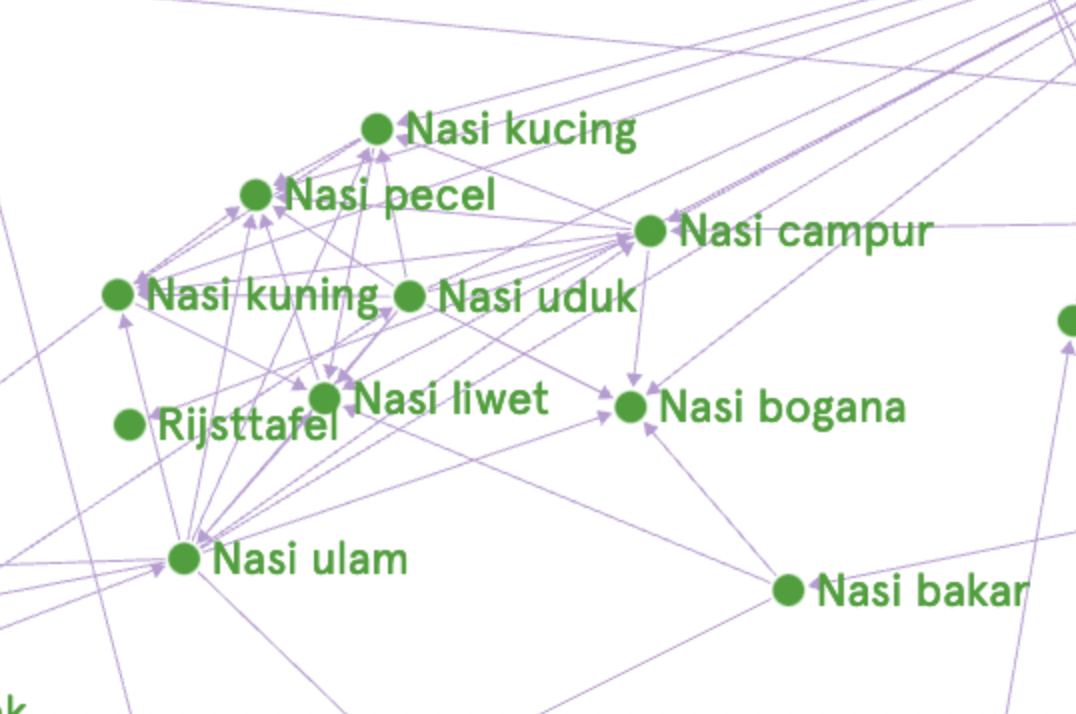 Nasi kucing
Nasi pecel
Nasi campur
Nasi kuning
Nasi uduk
Nasi liwet
Nasi bogana
Rijsttafel
Nasi ulam
Nasi bakar